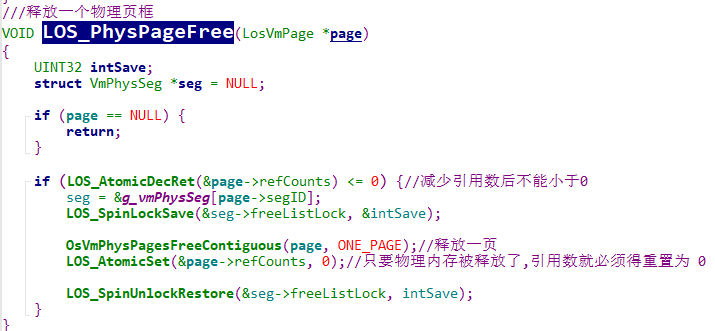 ///释放一个物理页框
VOID LOS_PhysPageFree(LosVmPage *page)
{
    UINT32 intSave;
    struct VmPhysSeg *seg = NULL;

    if (page == NULL) {
        return;
    }

    if (LOS_AtomicDecRet(&page->refCounts) <= 0) {//减少引用数后不能小于0
        seg = &g_vmPhysSeg[page->segID];
        LOS_SpinLockSave(&seg->freeListLock, &intSave);

        OsVmPhysPagesFreeContiguous(page, ONE_PAGE);//释放一页
        LOS_AtomicSet(&page->refCounts, 0);//只要物理内存被释放了,引用数就必须得重置为 0

        LOS_SpinUnlockRestore(&seg->freeListLock, intSave);
    }
}